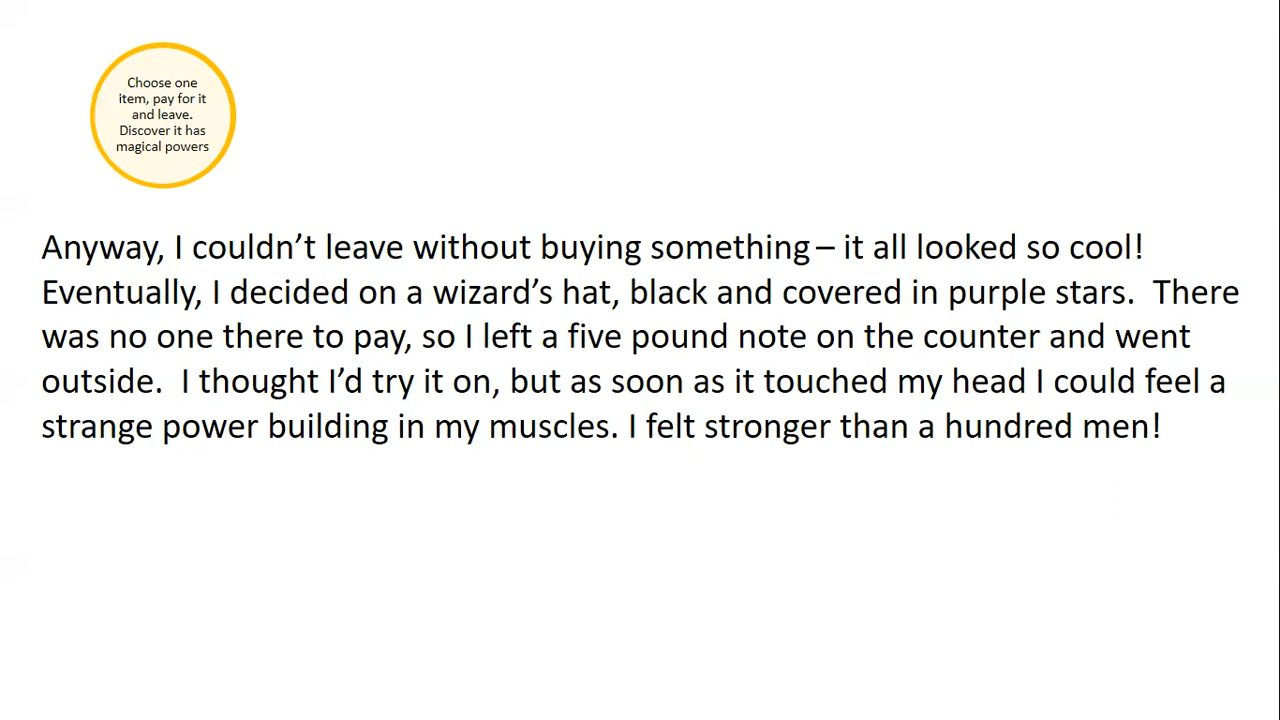 Choose one
item, pay for it
and leave.
Discover it has
magical powers
Anyway, I couldn’t leave without buying something – it all looked so cool!
Eventually, I decided on a wizard’s hat, black and covered in purple stars.  There
was no one there to pay, so I left a five pound note on the counter and went
outside.  I thought I’d try it on, but as soon as it touched my head I could feel a
strange power building in my muscles. I felt stronger than a hundred men!